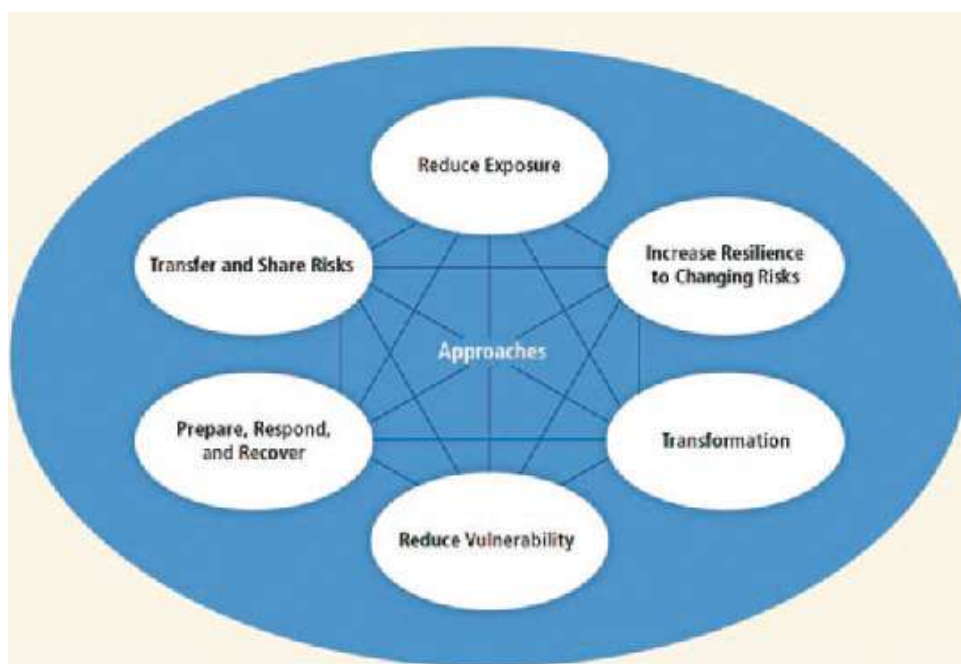 Reduce Exposure
Transfer and Share Risks
Increase Resilience
to Changing Risks
Approaches
Prepare, Respond,
and Recover
Transformation
Reduce Vulnerability